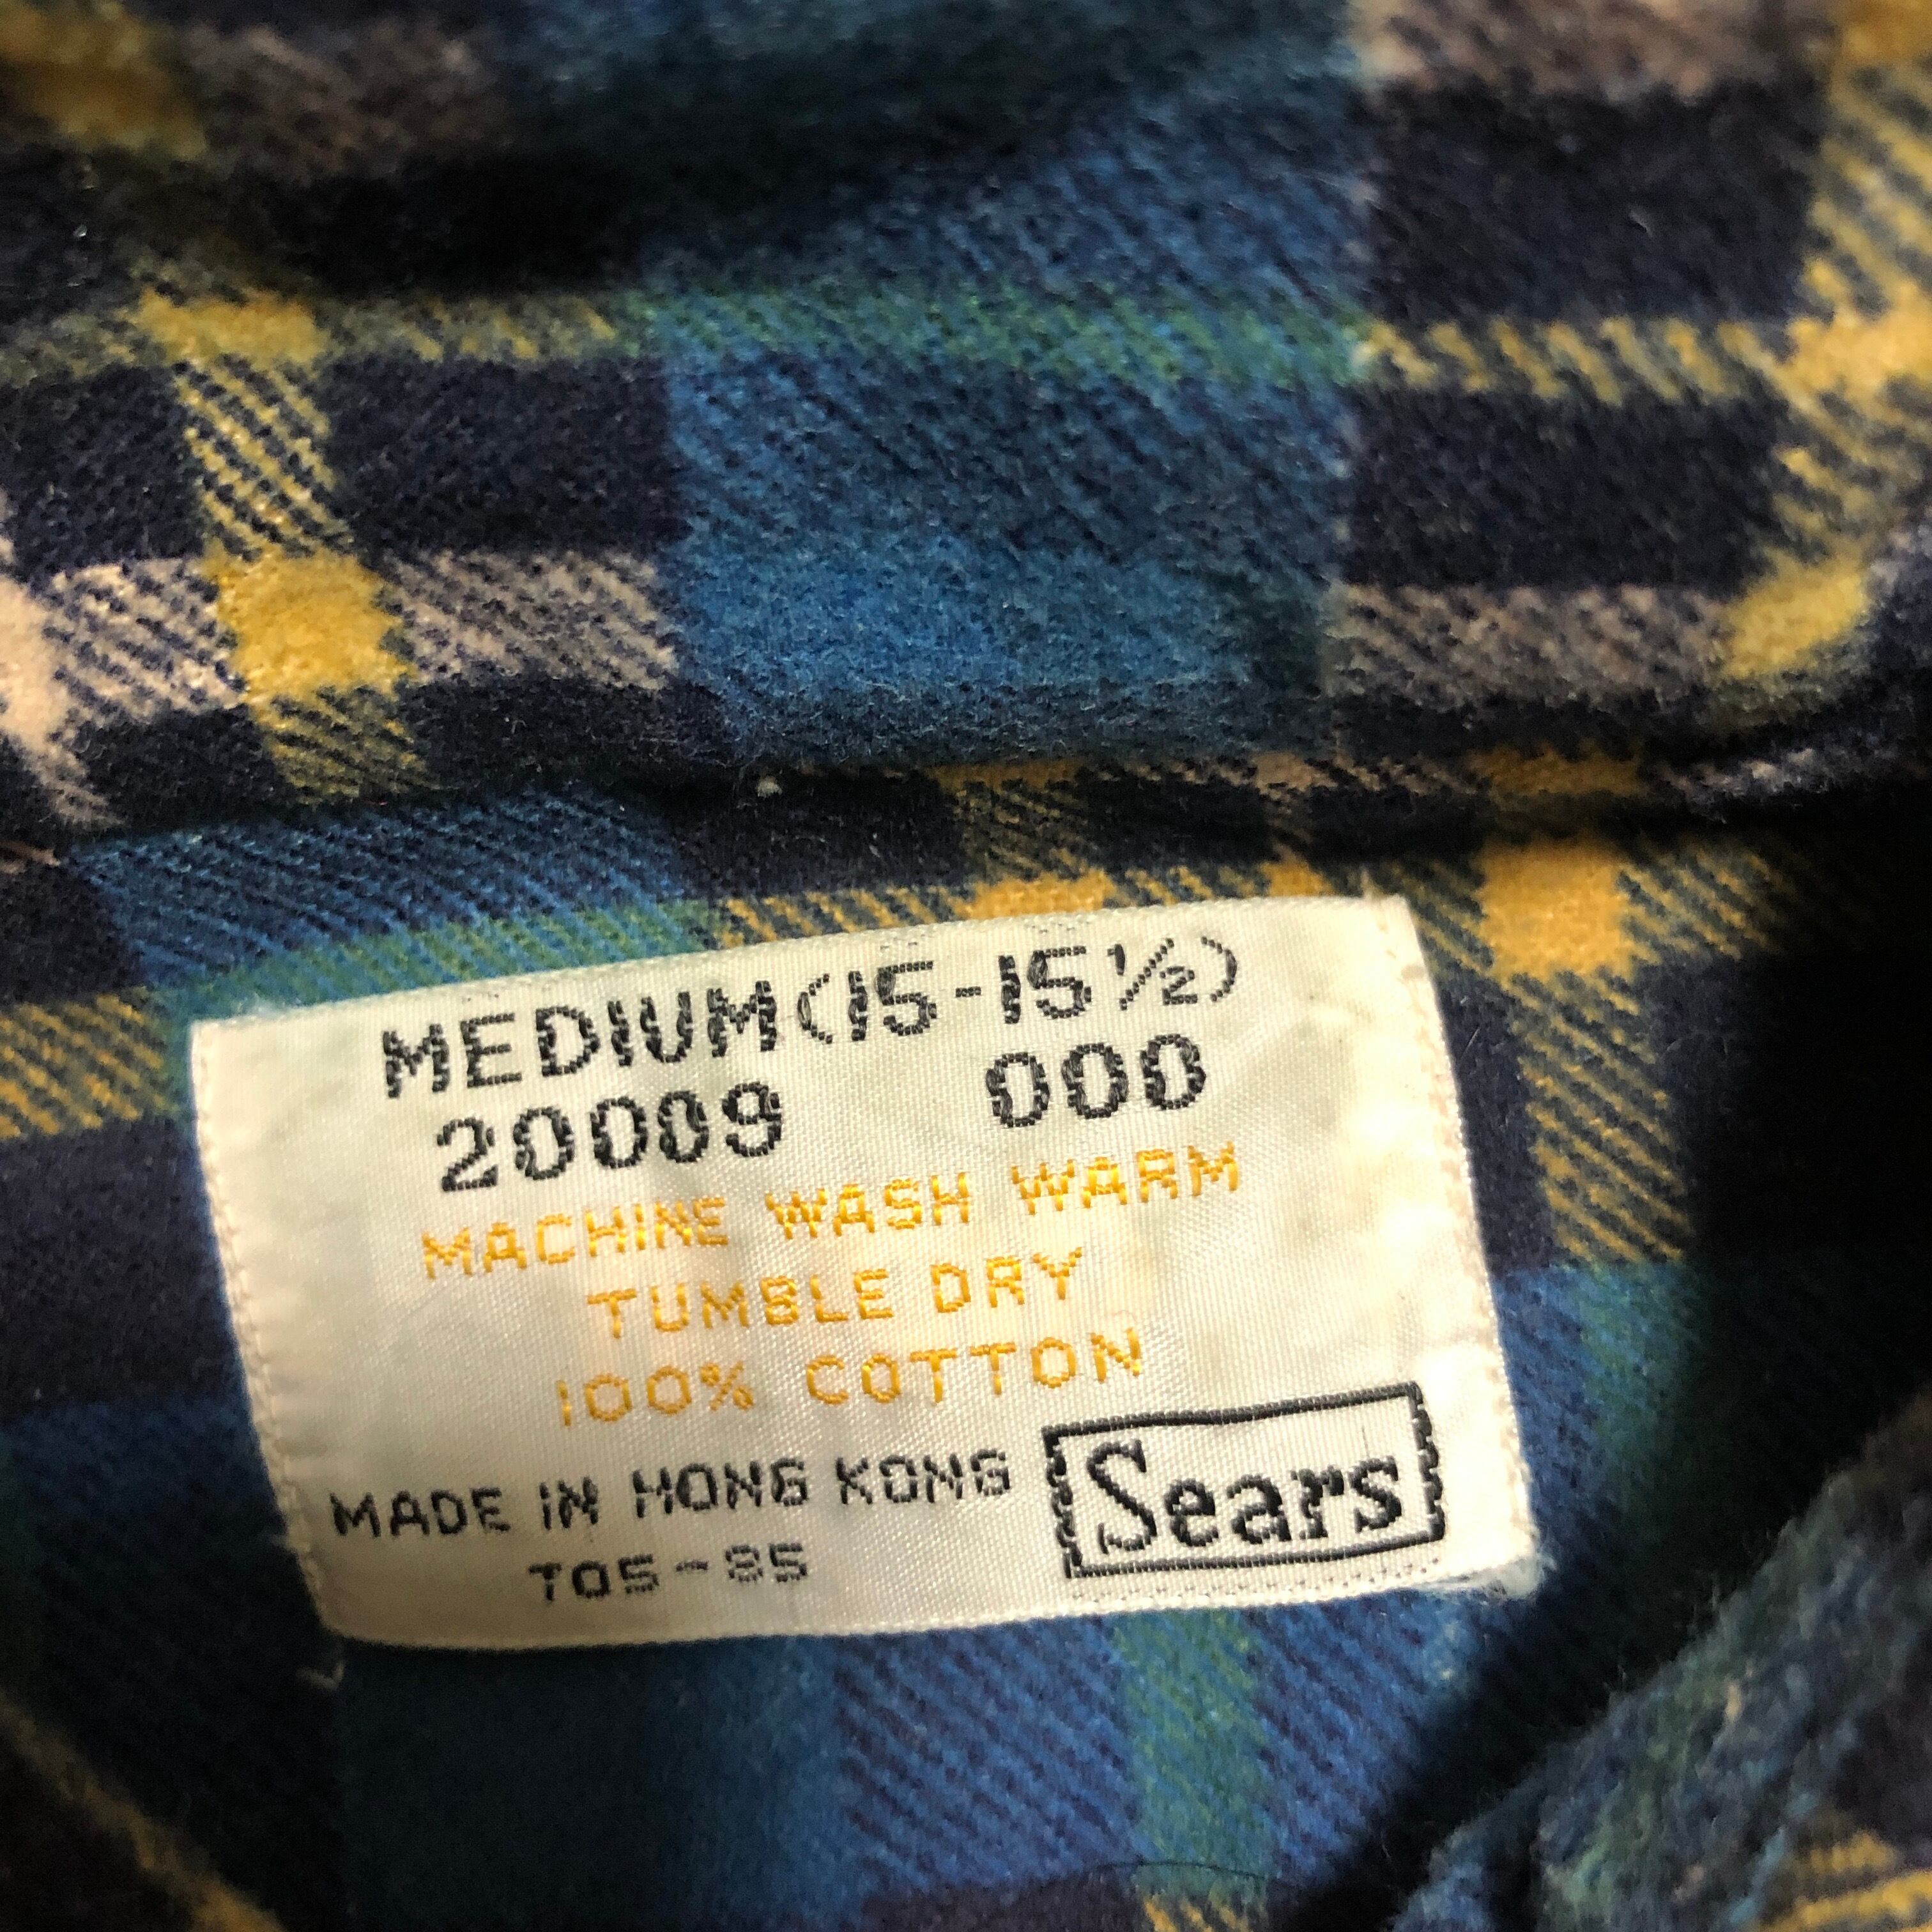 MEDIUM (15-15½)
20009 000
MACHINE WASH WARM
TUMBLE DRY
100% COTTON
MADE IN HONG KONG
T05-85
Sears